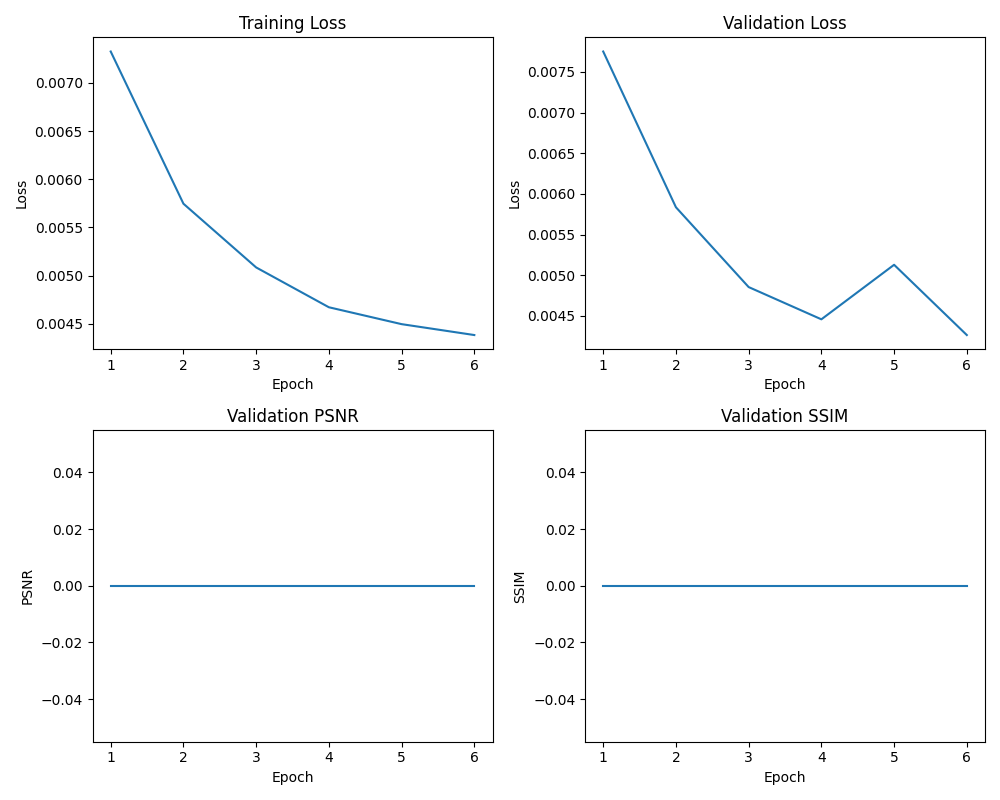 Training Loss
0.0070
0.0065
0.0060
0.0055
0.0050
0.0045
Loss
1 2 3 4 5 6
Epoch
Validation Loss
0.0075
0.0070
0.0065
0.0060
0.0055
0.0050
0.0045
Loss
1 2 3 4 5 6
Epoch
Validation PSNR
0.04
0.02
0.00
−0.02
−0.04
PSNR
1 2 3 4 5 6
Epoch
Validation SSIM
0.04
0.02
0.00
−0.02
−0.04
SSIM
1 2 3 4 5 6
Epoch